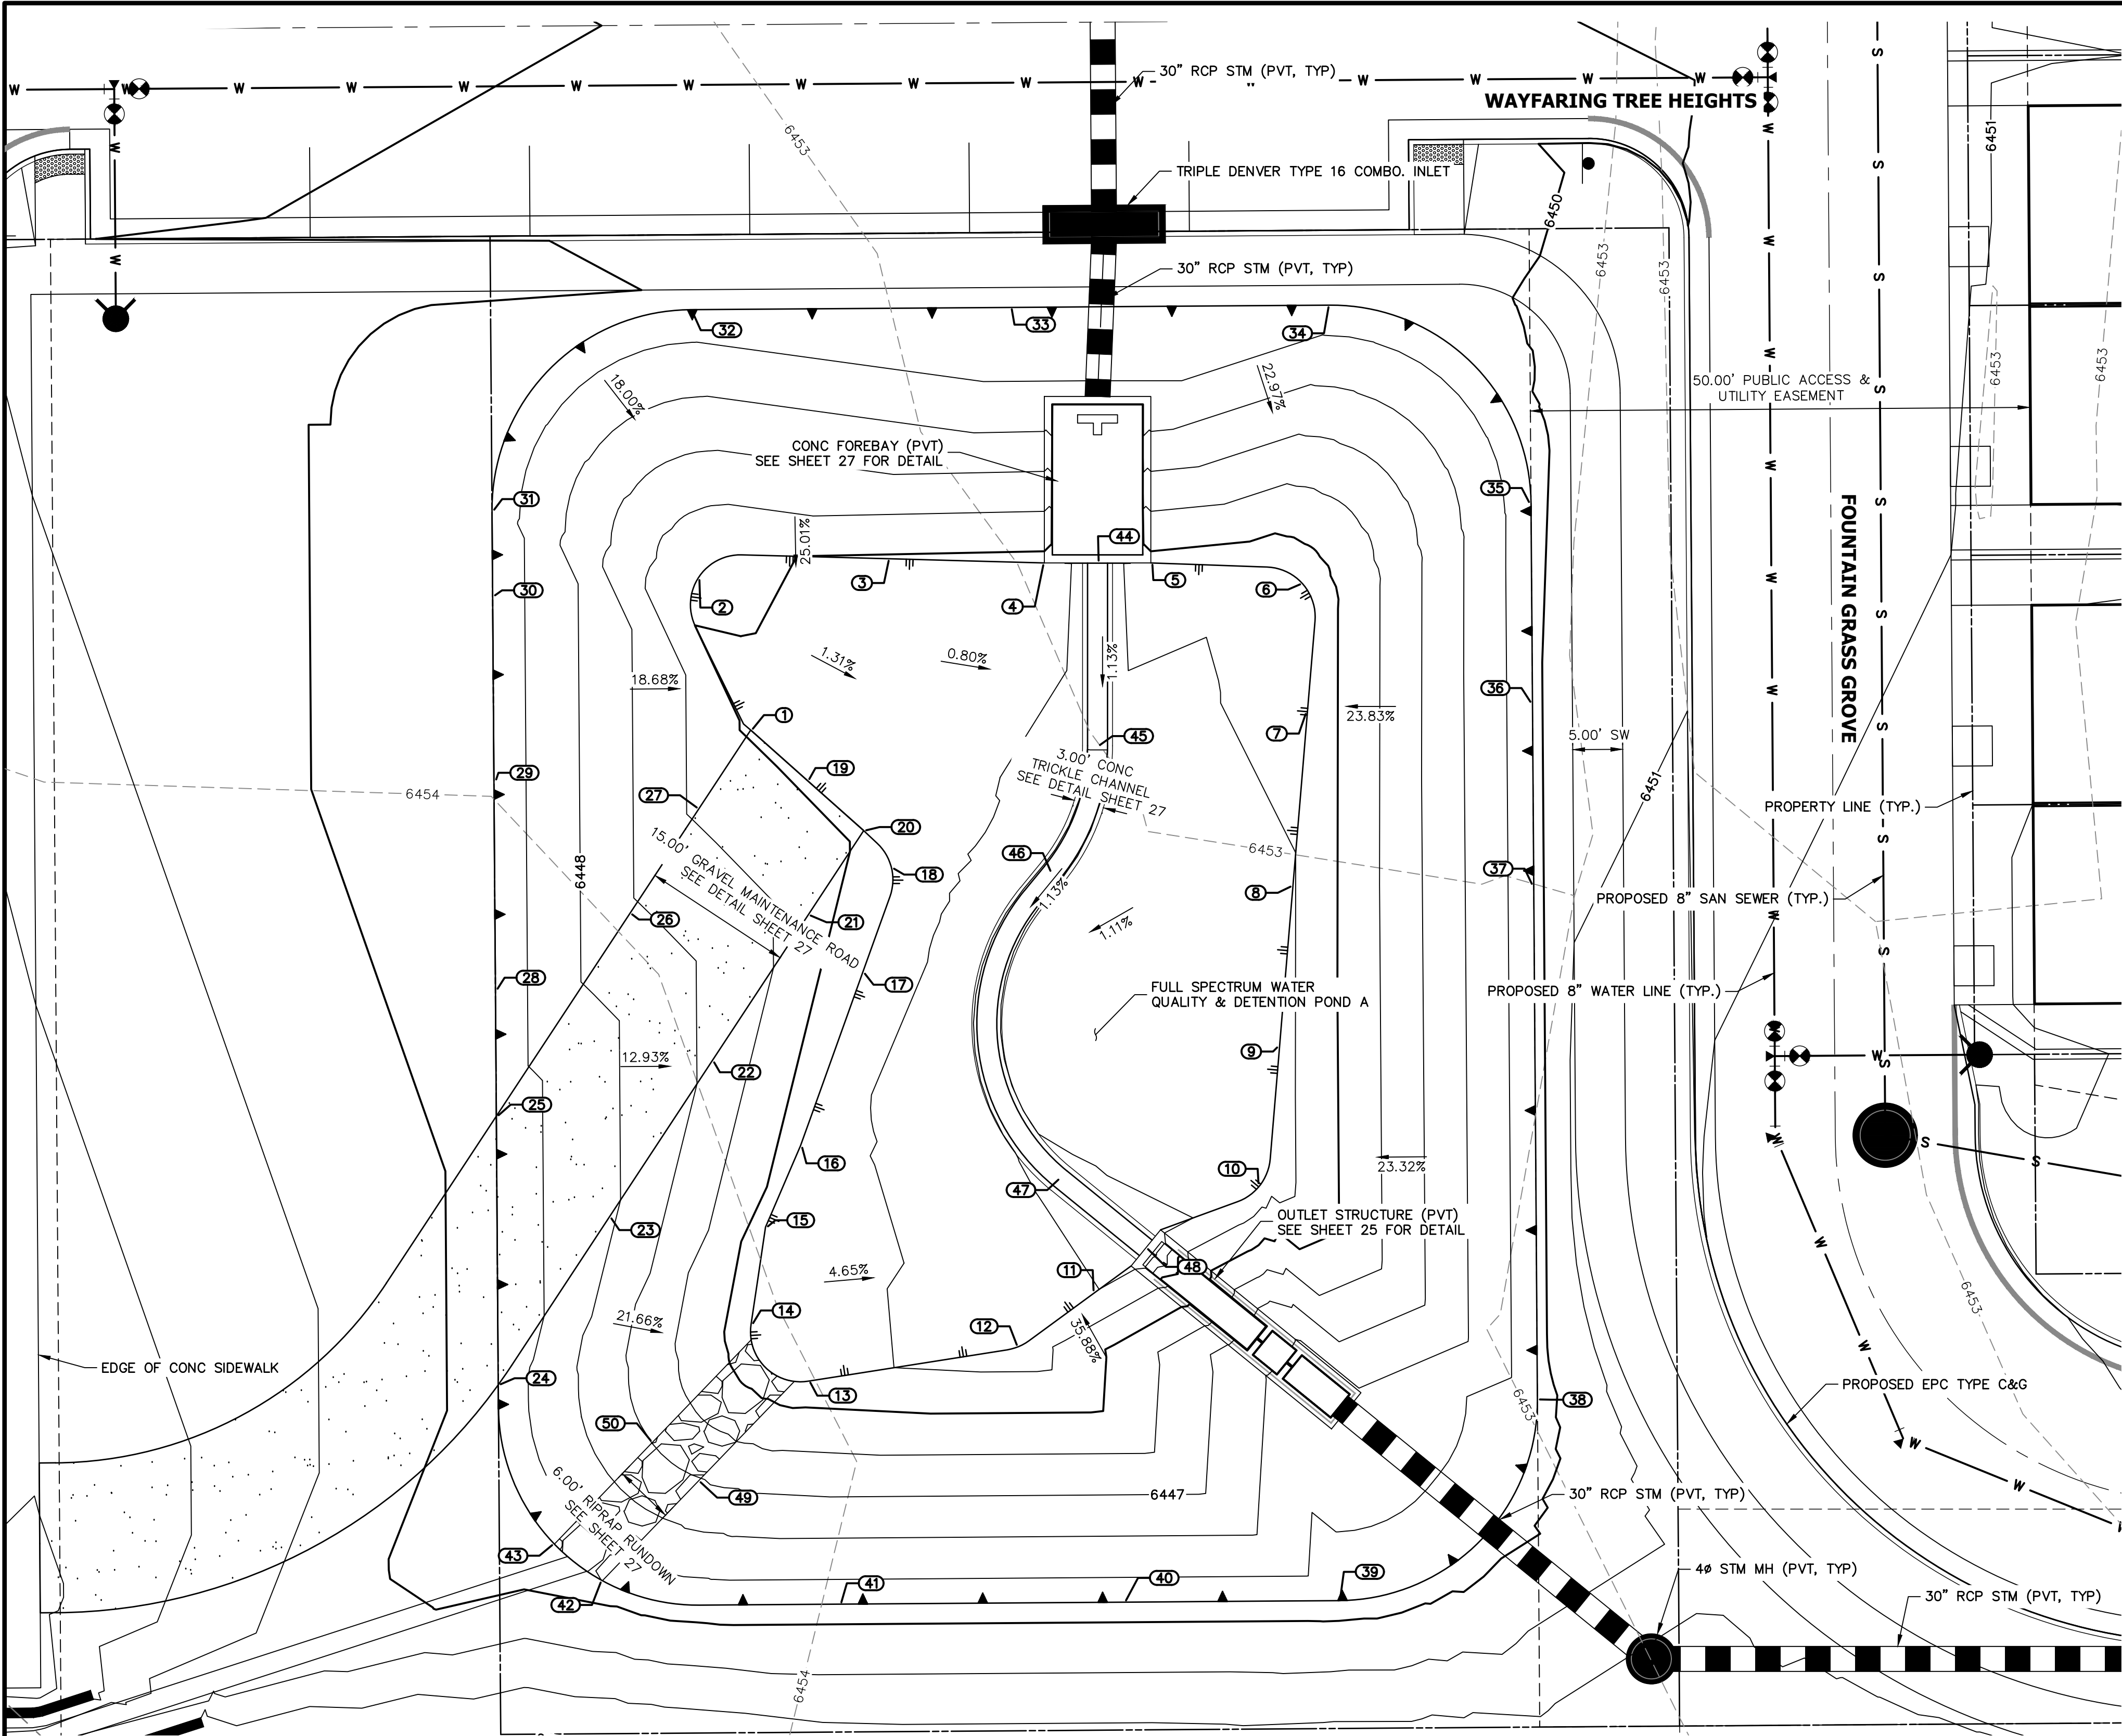 30" RCP STM (PVT, TYP)
W W W W W W W W W W W W W W W
WAYFARING TREE HEIGHTS
6453
6451
TRIPLE DENVER TYPE 16 COMBO. INLET
6450
6453
6453
30" RCP STM (PVT, TYP)
32
33
34
18.00%
22.97%
50.00' PUBLIC ACCESS &
UTILITY EASEMENT
6453
6453
CONC FOREBAY (PVT)
SEE SHEET 27 FOR DETAIL
31
35
25.01%
44
FOUNTAIN GRASS GROVE
30
3
5
6
2
4
1.31%
0.80%
1.13%
18.68%
36
1
23.83%
7
45
5.00' SW
3.00' CONC
TRICKLE CHANNEL
SEE DETAIL SHEET 27
29
19
6454
27
6451
PROPERTY LINE (TYP.)
20
15.00' GRAVEL MAINTENANCE ROAD
SEE DETAIL SHEET 27
6448
46
6453
18
37
1.13%
8
PROPOSED 8" SAN SEWER (TYP.)
26
21
1.11%
28
17
FULL SPECTRUM WATER
QUALITY & DETENTION POND A
PROPOSED 8" WATER LINE (TYP.)
12.93%
22
9
25
W
S
16
10
23.32%
47
15
23
OUTLET STRUCTURE (PVT)
SEE SHEET 25 FOR DETAIL
4.65%
11
48
14
21.66%
12
35.88%
6453
EDGE OF CONC SIDEWALK
24
13
PROPOSED EPC TYPE C&G
38
6453
50
6.00' RIPRAP RUNDOWN
SEE SHEET 27
49
6447
30" RCP STM (PVT, TYP)
43
39
40
41
42
4ø STM MH (PVT, TYP)
30" RCP STM (PVT, TYP)
6454